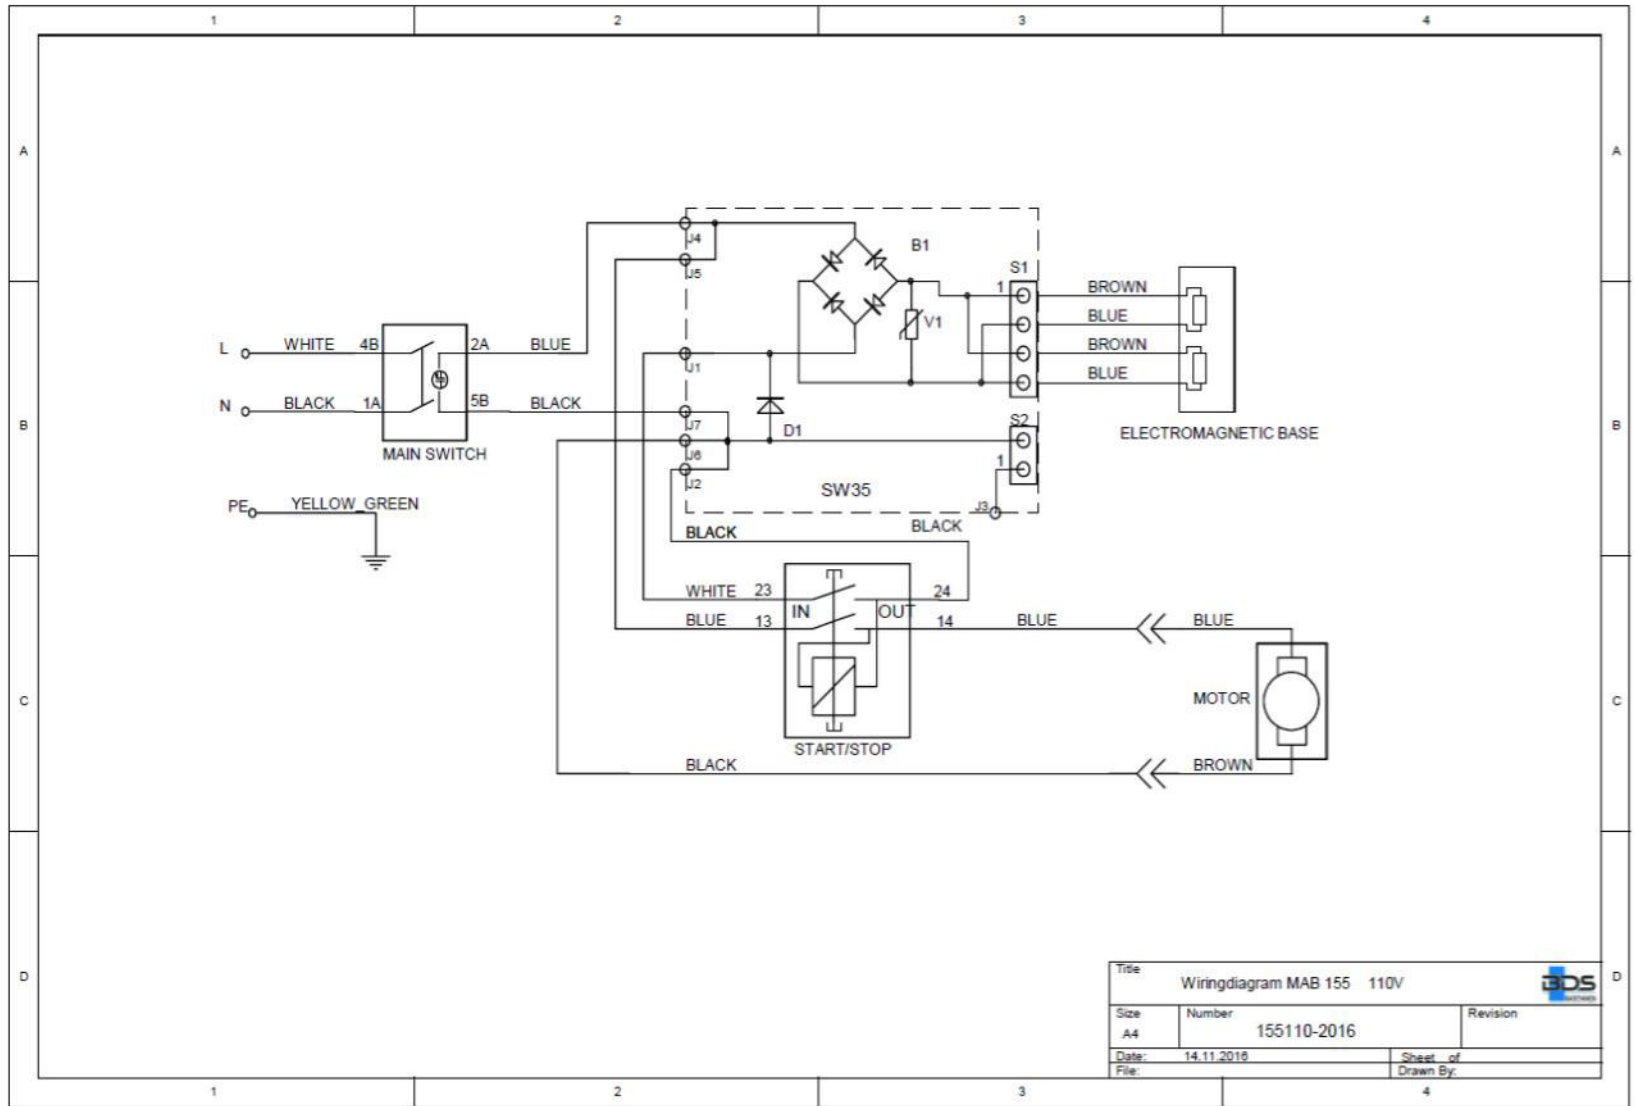 1 2 3 4
A A
J4
B1
J5
S1
1 BROWN
V1
BLUE
L WHITE 4B 2A BLUE
BROWN
J1
BLUE
N BLACK 1A 5B BLACK
J7
S2
D1
B B
ELECTROMAGNETIC BASE
MAIN SWITCH
J6
1
J2
SW35
PE YELLOW_GREEN
J3
BLACK
BLACK
WHITE 23 24
IN OUT
BLUE 13 14 BLUE BLUE
C C
MOTOR
START/STOP
BLACK BROWN
D D
Title
Wiringdiagram MAB 155 110V
BDS
Size Number Revision
A4 155110-2016
Date: 14.11.2016 Sheet of
File: Drawn By:
1 2 3 4